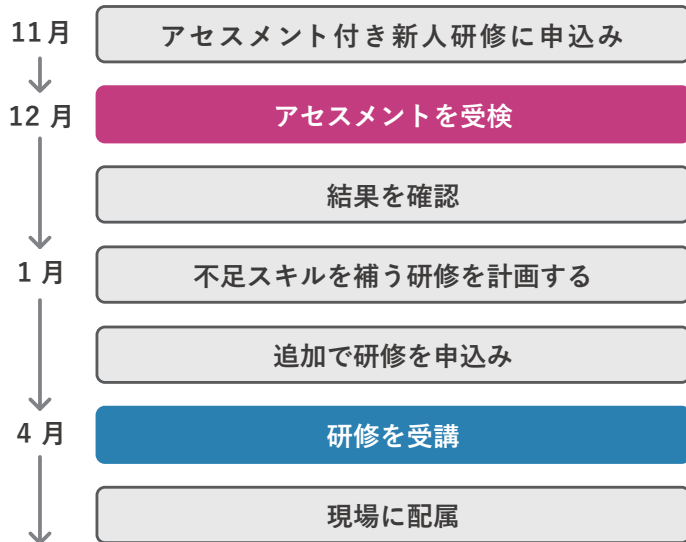 11月
アセスメント付き新人研修に申込み
12 月
アセスメントを受検
結果を確認
1 月
不足スキルを補う研修を計画する
追加で研修を申込み
4 月
研修を受講
現場に配属